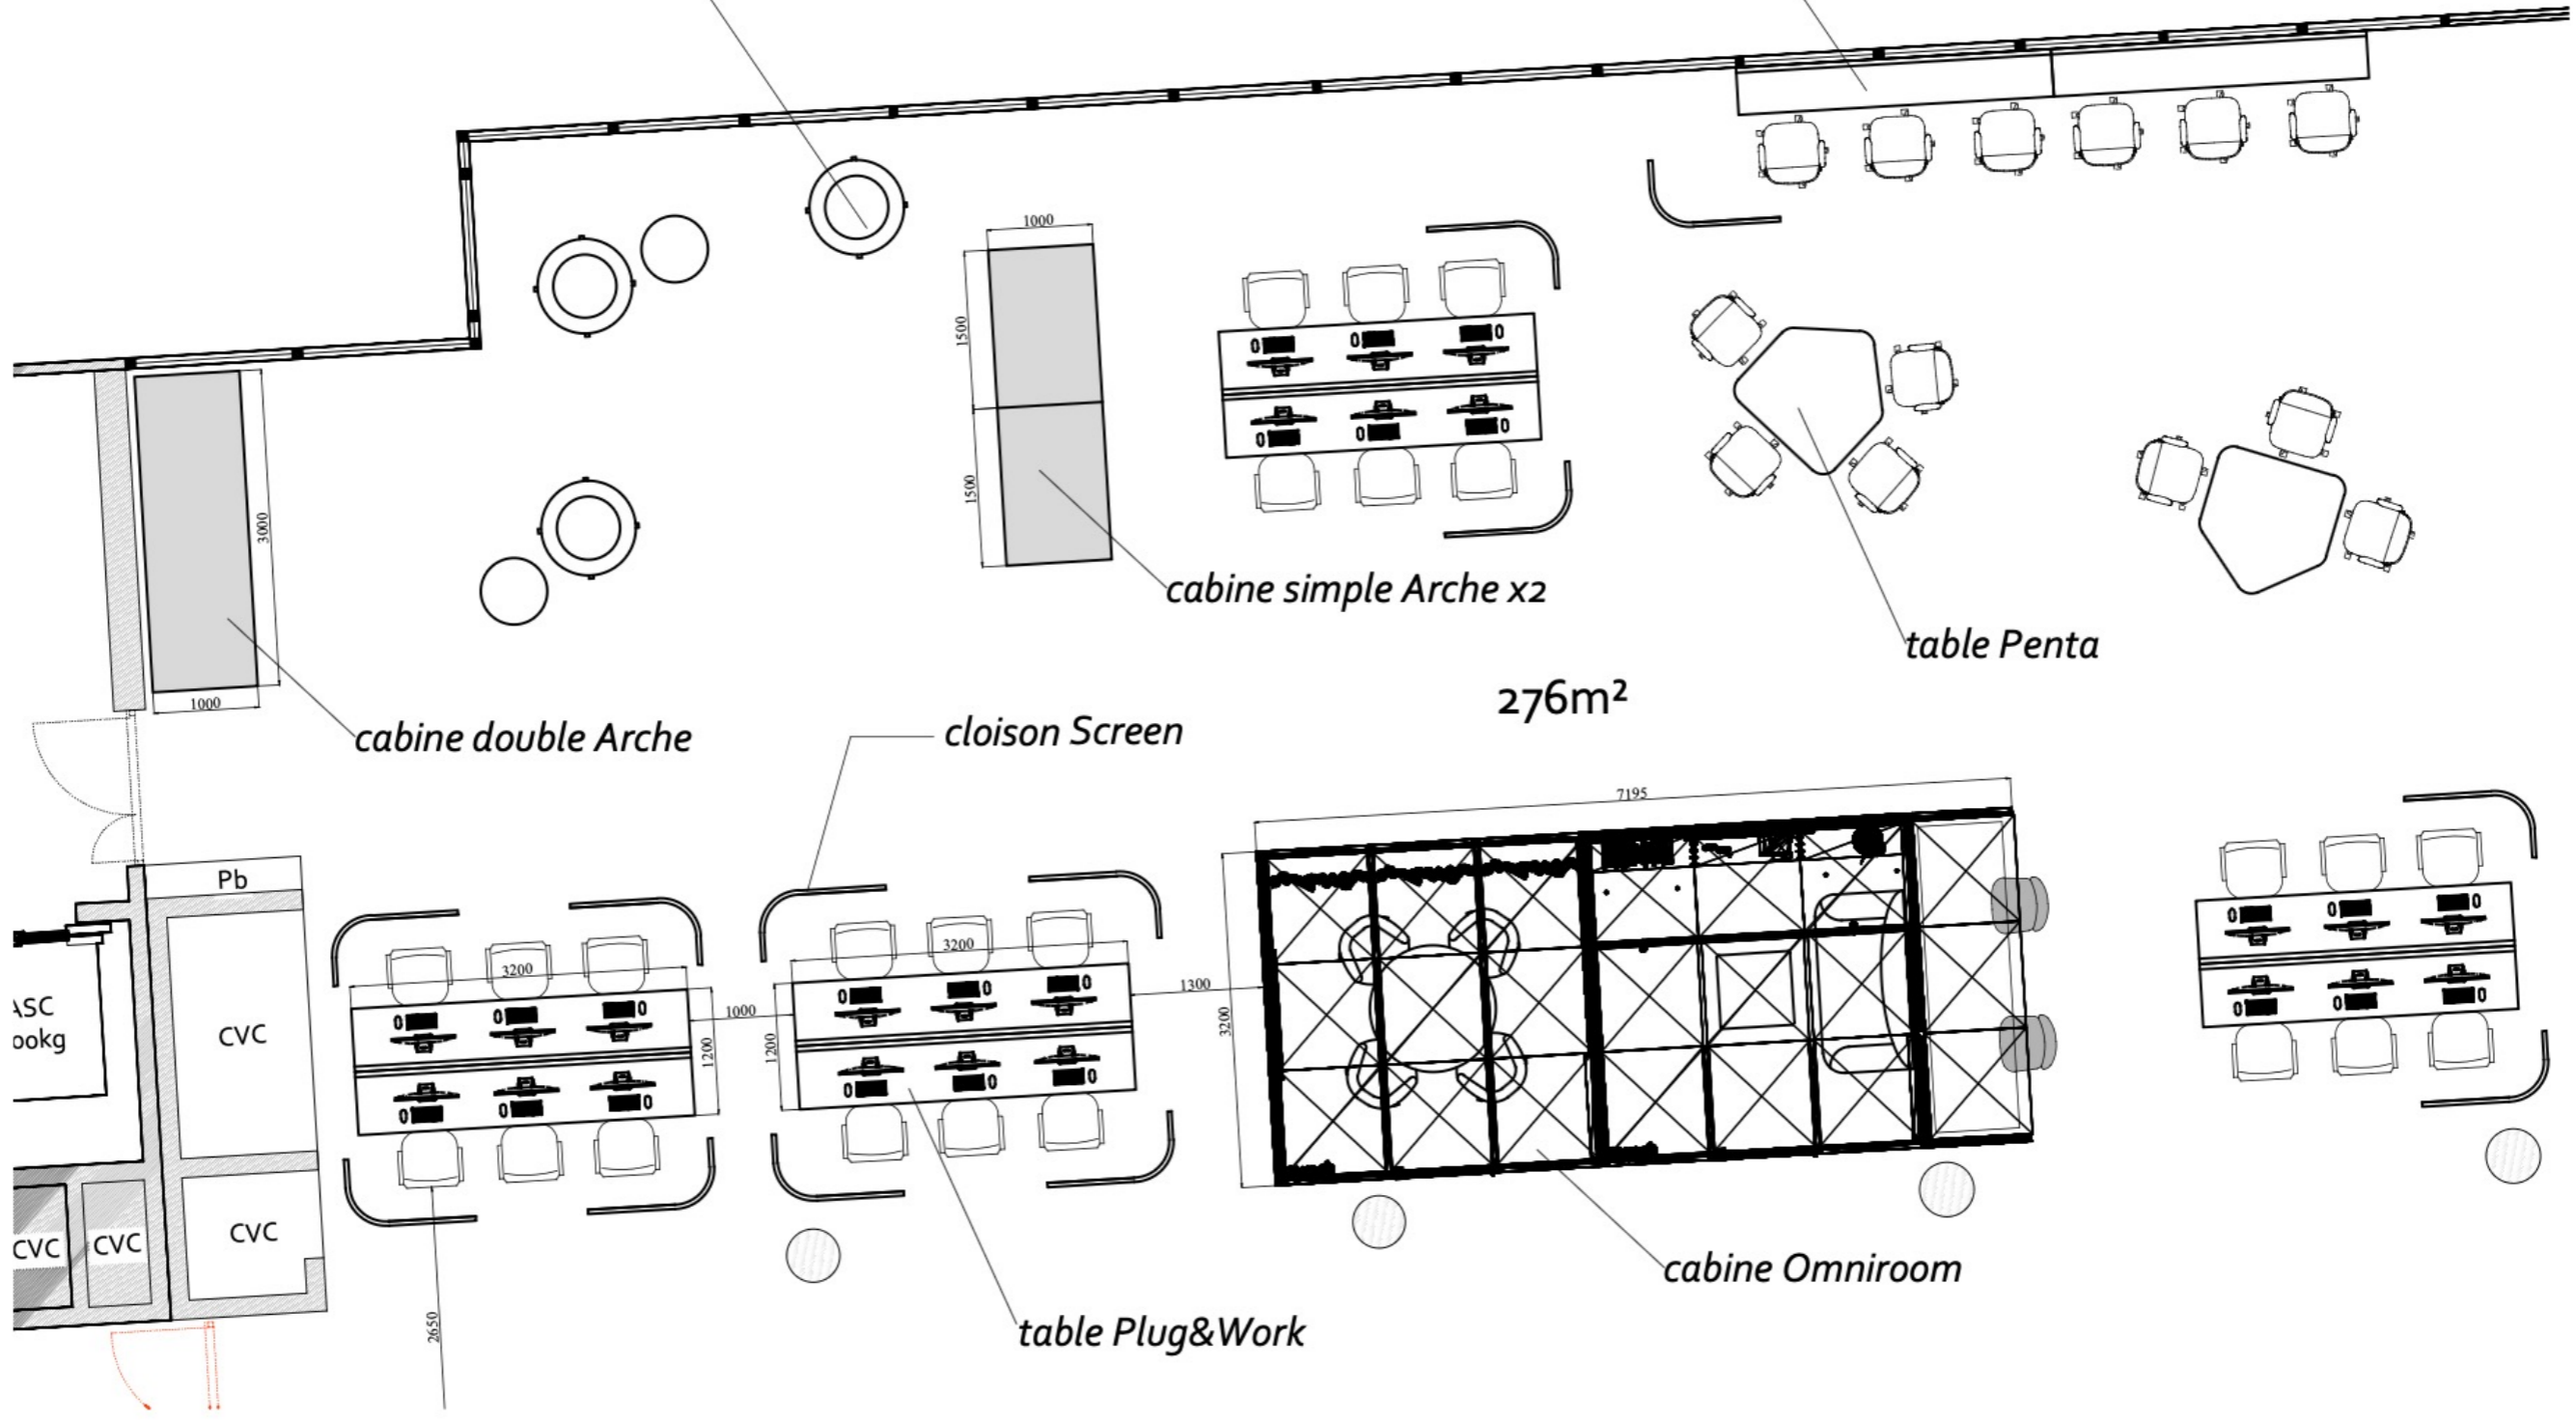 1000
1500
1500
3000
cabine simple Arche x2
table Penta
276m²
1000
cabine double Arche
cloison Screen
7195
Pb
3200
3200
1300
1000
3200
1200
1200
ASC
CVC
CVC
CVC
CVC
cabine Omniroom
table Plug&Work
2650